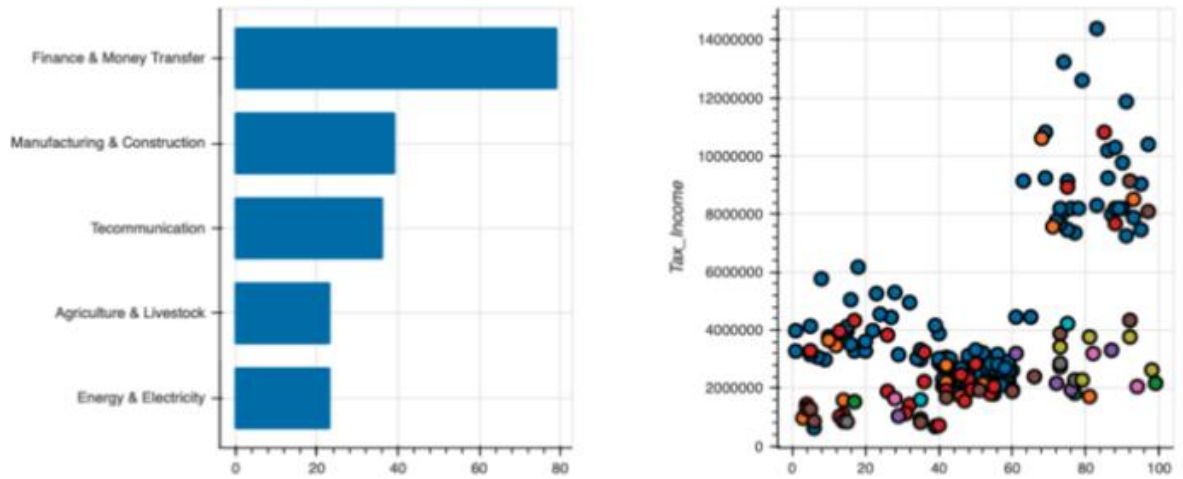 Finance & Money Transfer
Manufacturing & Construction
Tecommunication
Agriculture & Livestock
Energy & Electricity
0 20 40 60 80
Tax_Income
14000000
12000000
10000000
8000000
6000000
4000000
2000000
0
0 20 40 60 80 100